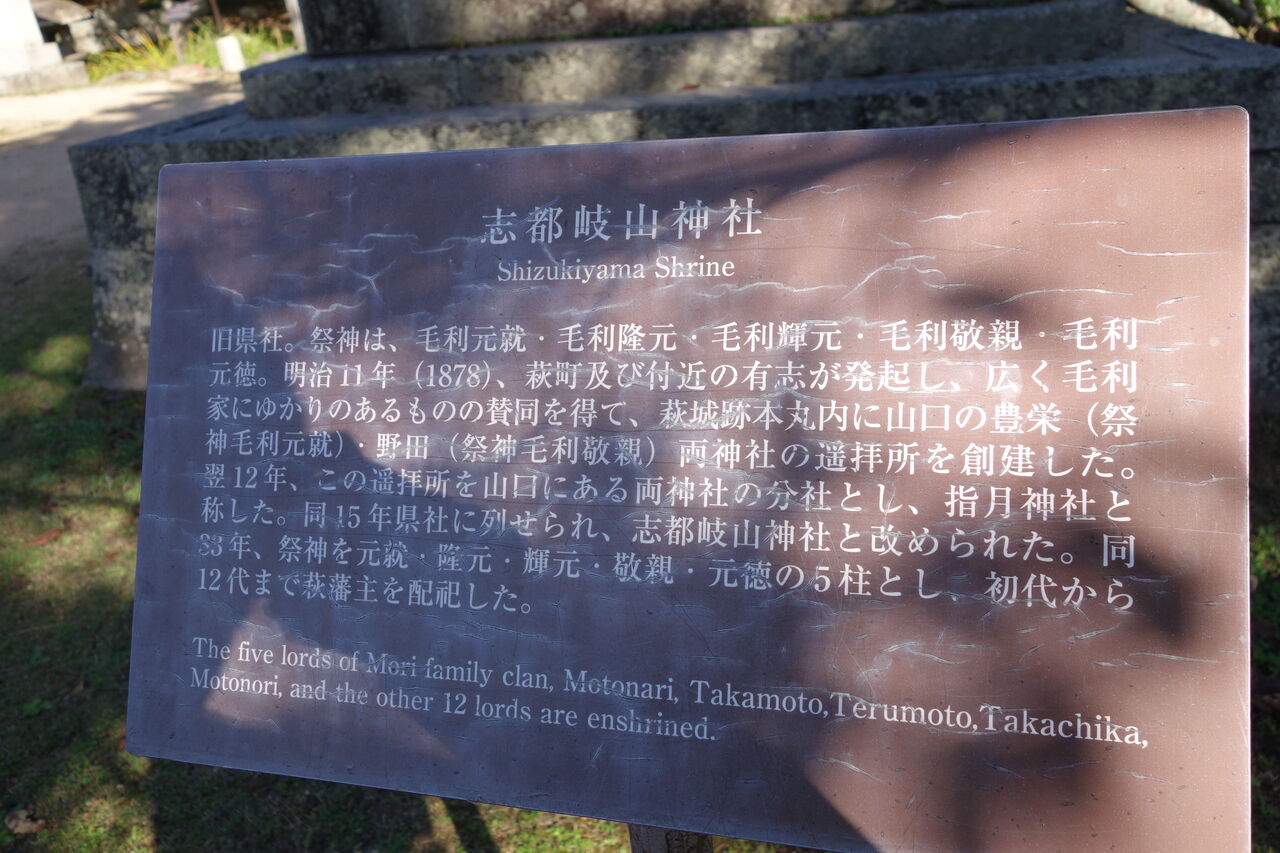 志都岐山神社
Shizukiyama Shrine
旧県社。祭神は、毛利元就・毛利隆元・毛利輝元・毛利敬親・毛利
元徳。明治11年（1878）、萩町及び付近の有志が発起し、広く毛利
家にゆかりのあるものの賛同を得て、萩城跡本丸内に山口の豊栄（祭
神毛利元就）・野田（祭神毛利敬親）両神社の遥拝所を創建した。
翌12年、この遥拝所を山口にある両神社の分社とし、指月神社と
称した。同15年県社に列せられ、志都岐山神社と改められた。同
33年、祭神を元就・隆元・輝元・敬親・元徳の5柱とし、初代から
12代まで萩藩主を配祀した。
The five lords of Mori family clan, Motonari, Takamoto,Terumoto,Takachika,
Motonori, and the other 12 lords are enshrined.